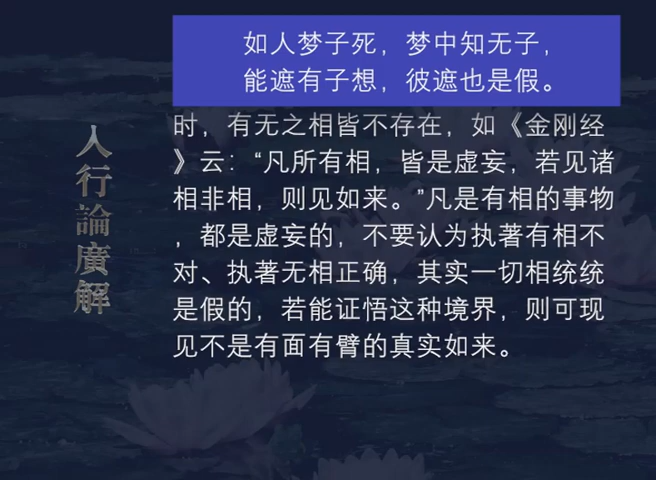 如人梦子死，梦中知无子，
能遮有子想，彼遮也是假。
时，有无之相皆不存在，如《金刚经
》云：“凡所有相，皆是虚妄，若见诸
相非相，则见如来。”凡是有相的事物
，都是虚妄的，不要认为执著有相不
对、执著无相正确，其实一切相统统
是假的，若能证悟这种境界，则可现
见不是有面有臂的真实如来。
入行論廣解